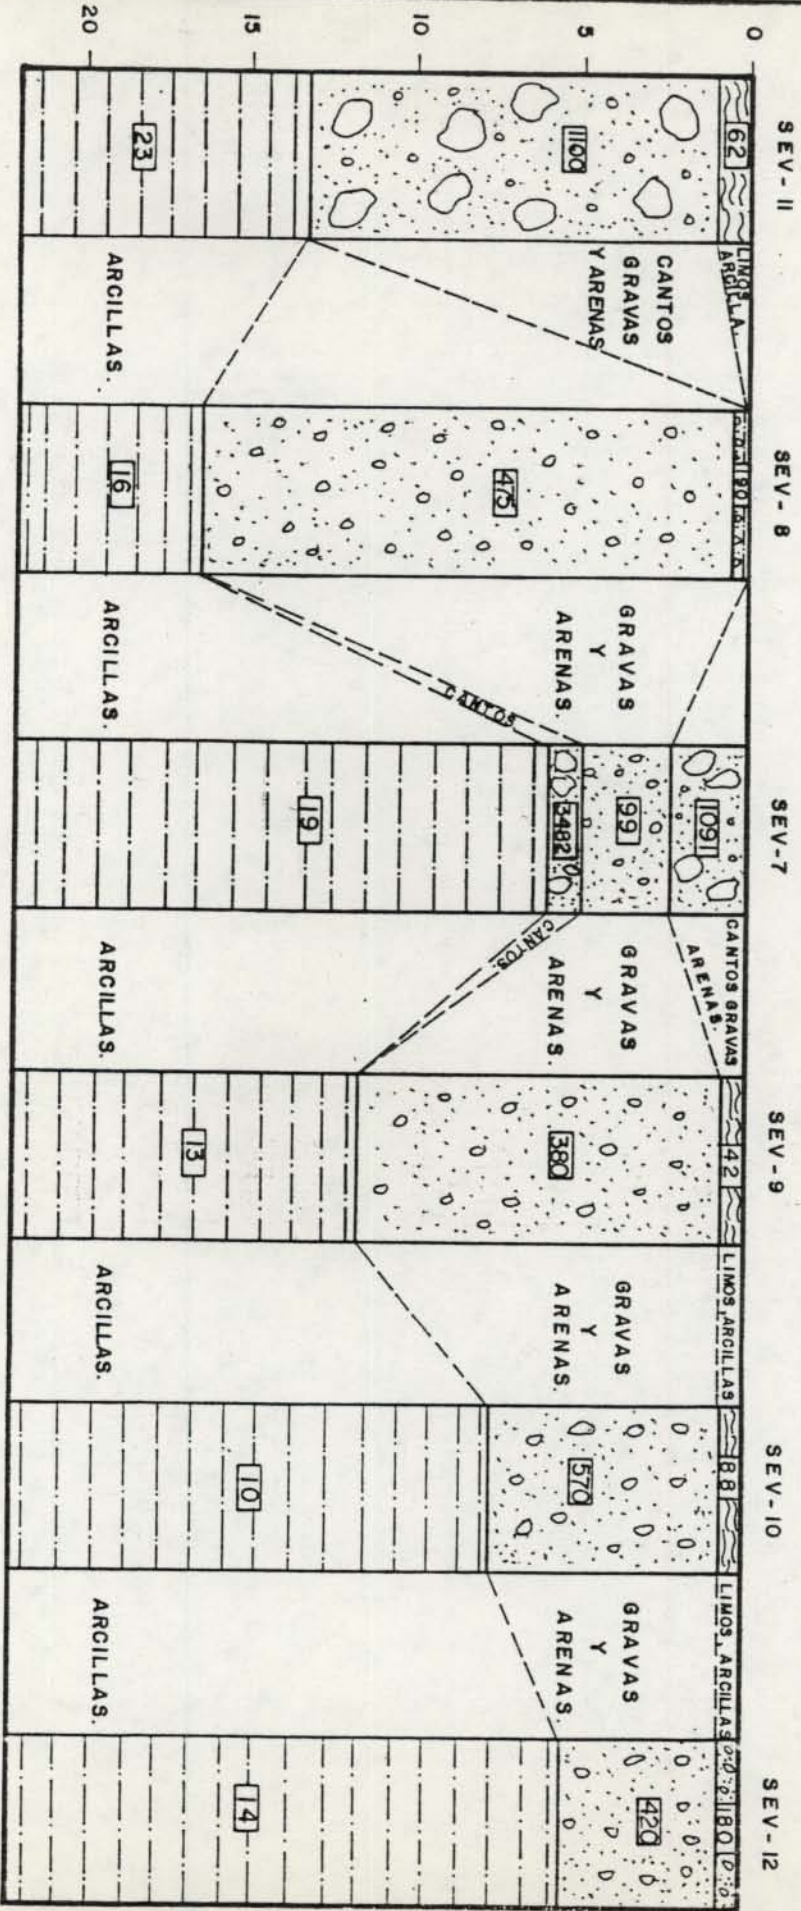 SEV-11
SEV-8
SEV-7
SEV-9
SEV-10
SEV-12
0
5
10
15
20
62
1100
23
LIMOS
ARCILLA.
CANTOS
GRAVAS
Y ARENAS
ARCILLAS.
190
475
16
GRAVAS
Y
ARENAS.
CANTOS
ARCILLAS.
1091
199
3482
19
CANTOS GRAVAS
ARENAS.
GRAVAS
Y
ARENAS.
CANTOS.
ARCILLAS.
42
380
13
LIMOS, ARCILLAS
GRAVAS
Y
ARENAS.
ARCILLAS.
88
570
10
LIMOS, ARCILLAS
GRAVAS
Y
ARENAS.
ARCILLAS.
180
420
14